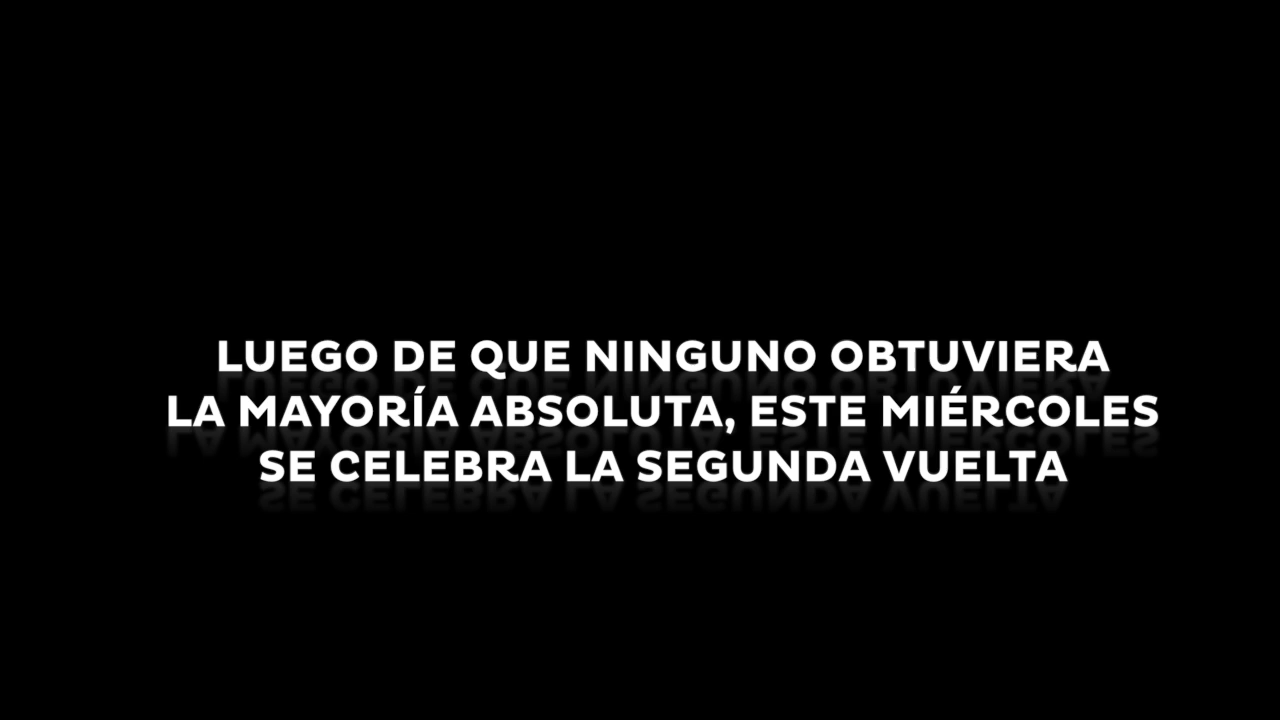 LUEGO DE QUE NINGUNO OBTUVIERA
LA MAYORÍA ABSOLUTA, ESTE MIÉRCOLES
SE CELEBRA LA SEGUNDA VUELTA